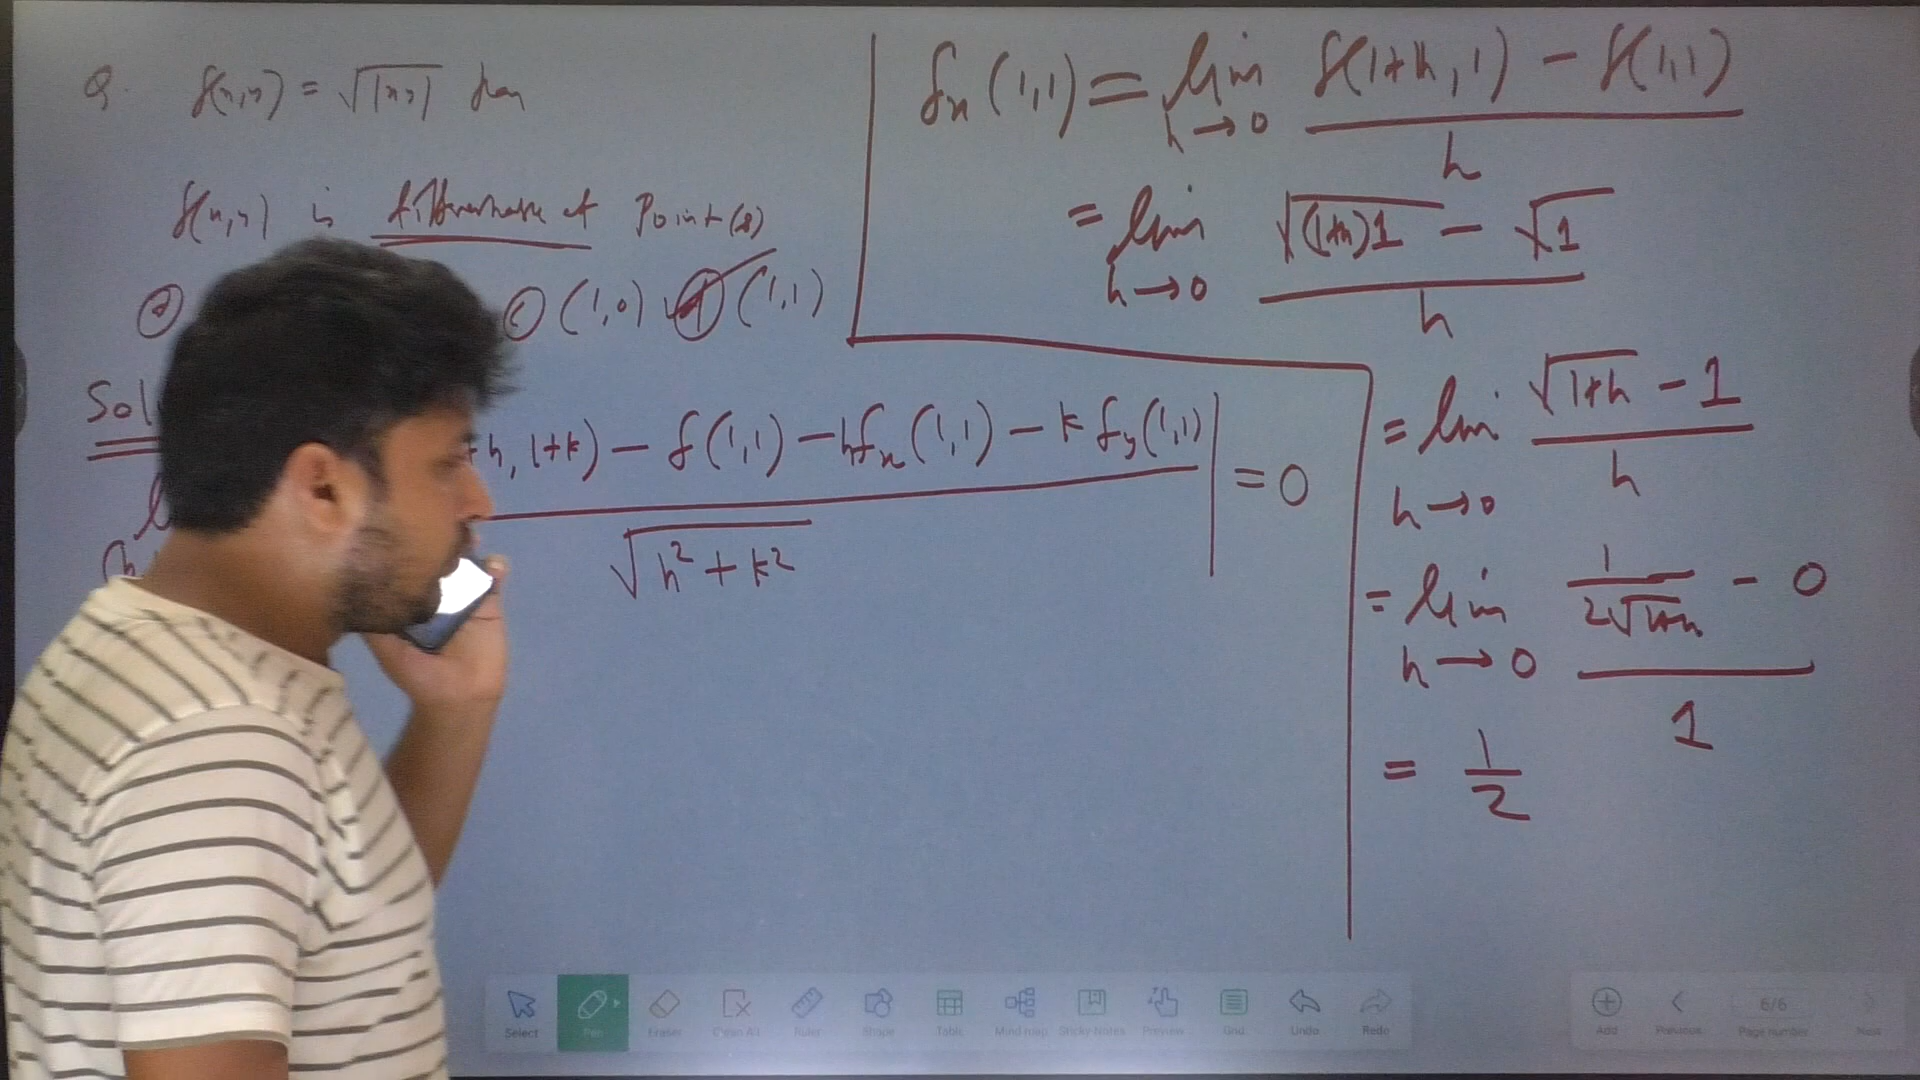 Q. f(x,y) = √|xy| then
f(x,y) is differentiable at Point(s)
ⓐ ⓒ (1,0) ⓓ (1,1)
Sol
+h, 1+k) − f(1,1) − hfx(1,1) − k fy(1,1) | = 0
√h² + k²
fx (1,1) = lim h→0 f(1+h,1) − f(1,1) / h
= lim h→0 √(1+h)1 − √1 / h
= lim h→0 √1+h − 1 / h
= lim h→0 1/2√1+h − 0 / 1
= 1/2
Select Pen Eraser Clean All Ruler Shape Table Mind map Sticky Notes Preview Grid Undo Redo Add Previous 6/6 Page number